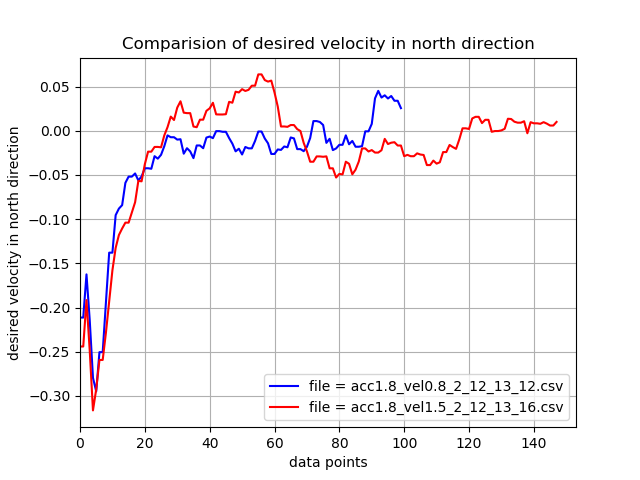 Comparision of desired velocity in north direction
desired velocity in north direction
0.05
0.00
−0.05
−0.10
−0.15
−0.20
−0.25
−0.30
file = acc1.8_vel0.8_2_12_13_12.csv
file = acc1.8_vel1.5_2_12_13_16.csv
0 20 40 60 80 100 120 140
data points